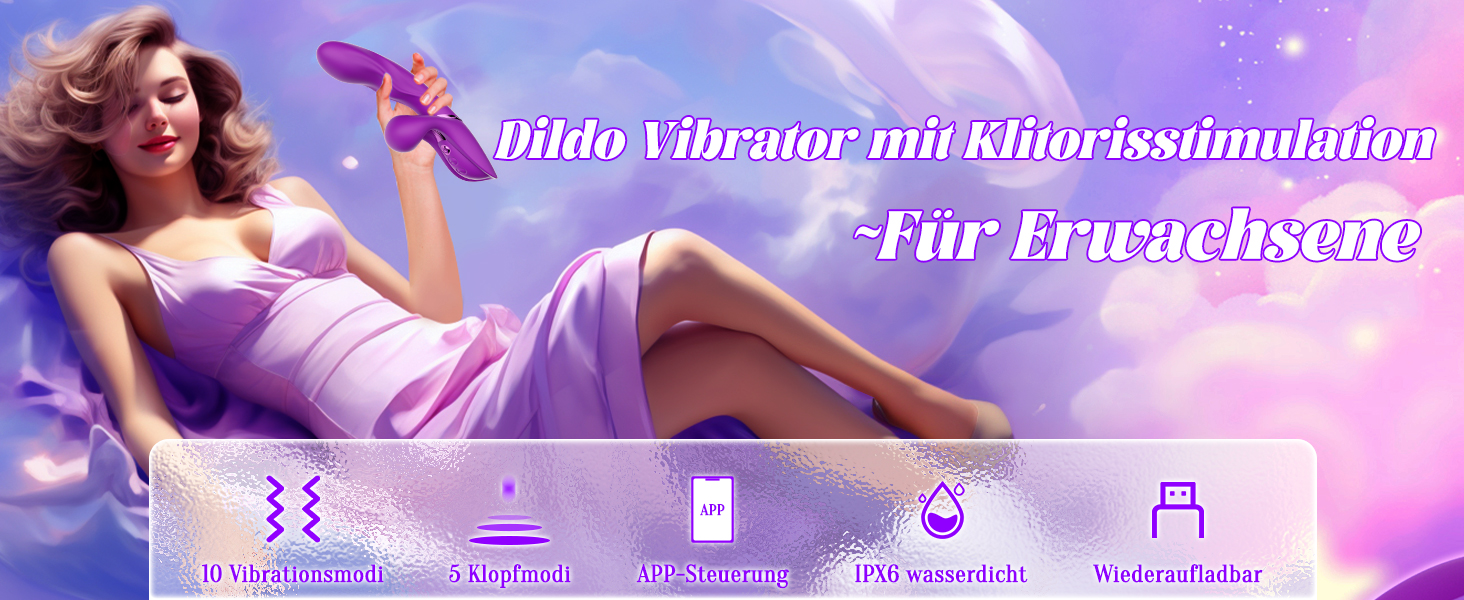 Dildo Vibrator mit Klitorisstimulation
~Für Erwachsene
APP
10 Vibrationsmodi
5 Klopfmodi
APP-Steuerung
IPX6 wasserdicht
Wiederaufladbar